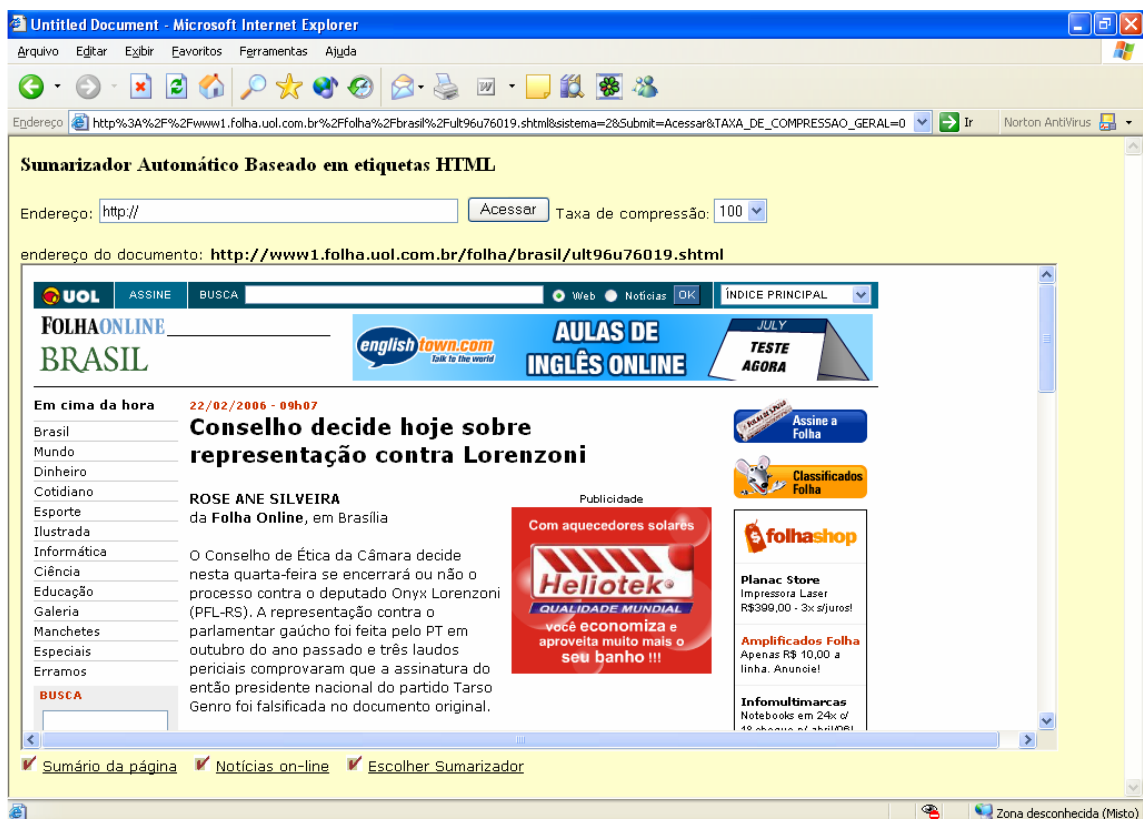 Untitled Document - Microsoft Internet Explorer
Arquivo Editar Exibir Favoritos Ferramentas Ajuda
Endereço http%3A%2F%2Fwww1.folha.uol.com.br%2Ffolha%2Fbrasil%2Fult96u76019.shtml&sistema=2&Submit=Acessar&TAXA_DE_COMPRESSAO_GERAL=0 Ir Norton AntiVirus
Sumarizador Automático Baseado em etiquetas HTML
Endereço: http:// Acessar Taxa de compressão: 100
endereço do documento: http://www1.folha.uol.com.br/folha/brasil/ult96u76019.shtml
UOL ASSINE BUSCA Web Notícias OK ÍNDICE PRINCIPAL
FOLHAONLINE
BRASIL
englishtown.com
Talk to the world
AULAS DE
INGLÊS ONLINE
JULY
TESTE
AGORA
Em cima da hora
Brasil
Mundo
Dinheiro
Cotidiano
Esporte
Ilustrada
Informática
Ciência
Educação
Galeria
Manchetes
Especiais
Erramos
BUSCA
22/02/2006 - 09h07
Conselho decide hoje sobre
representação contra Lorenzoni
ROSE ANE SILVEIRA
da Folha Online, em Brasília
O Conselho de Ética da Câmara decide
nesta quarta-feira se encerrará ou não o
processo contra o deputado Onyx Lorenzoni
(PFL-RS). A representação contra o
parlamentar gaúcho foi feita pelo PT em
outubro do ano passado e três laudos
periciais comprovaram que a assinatura do
então presidente nacional do partido Tarso
Genro foi falsificada no documento original.
Publicidade
Com aquecedores solares
Heliotek
QUALIDADE MUNDIAL
você economiza e
aproveita muito mais o
seu banho !!!
Assine a
Folha
Classificados
Folha
folhashop
Planac Store
Impressora Laser
R$399,00 - 3x s/juros!
Amplificados Folha
Apenas R$ 10,00 a
linha. Anuncie!
Infomultimarcas
Notebooks em 24x c/
Sumário da página Notícias on-line Escolher Sumarizador
Zona desconhecida (Misto)